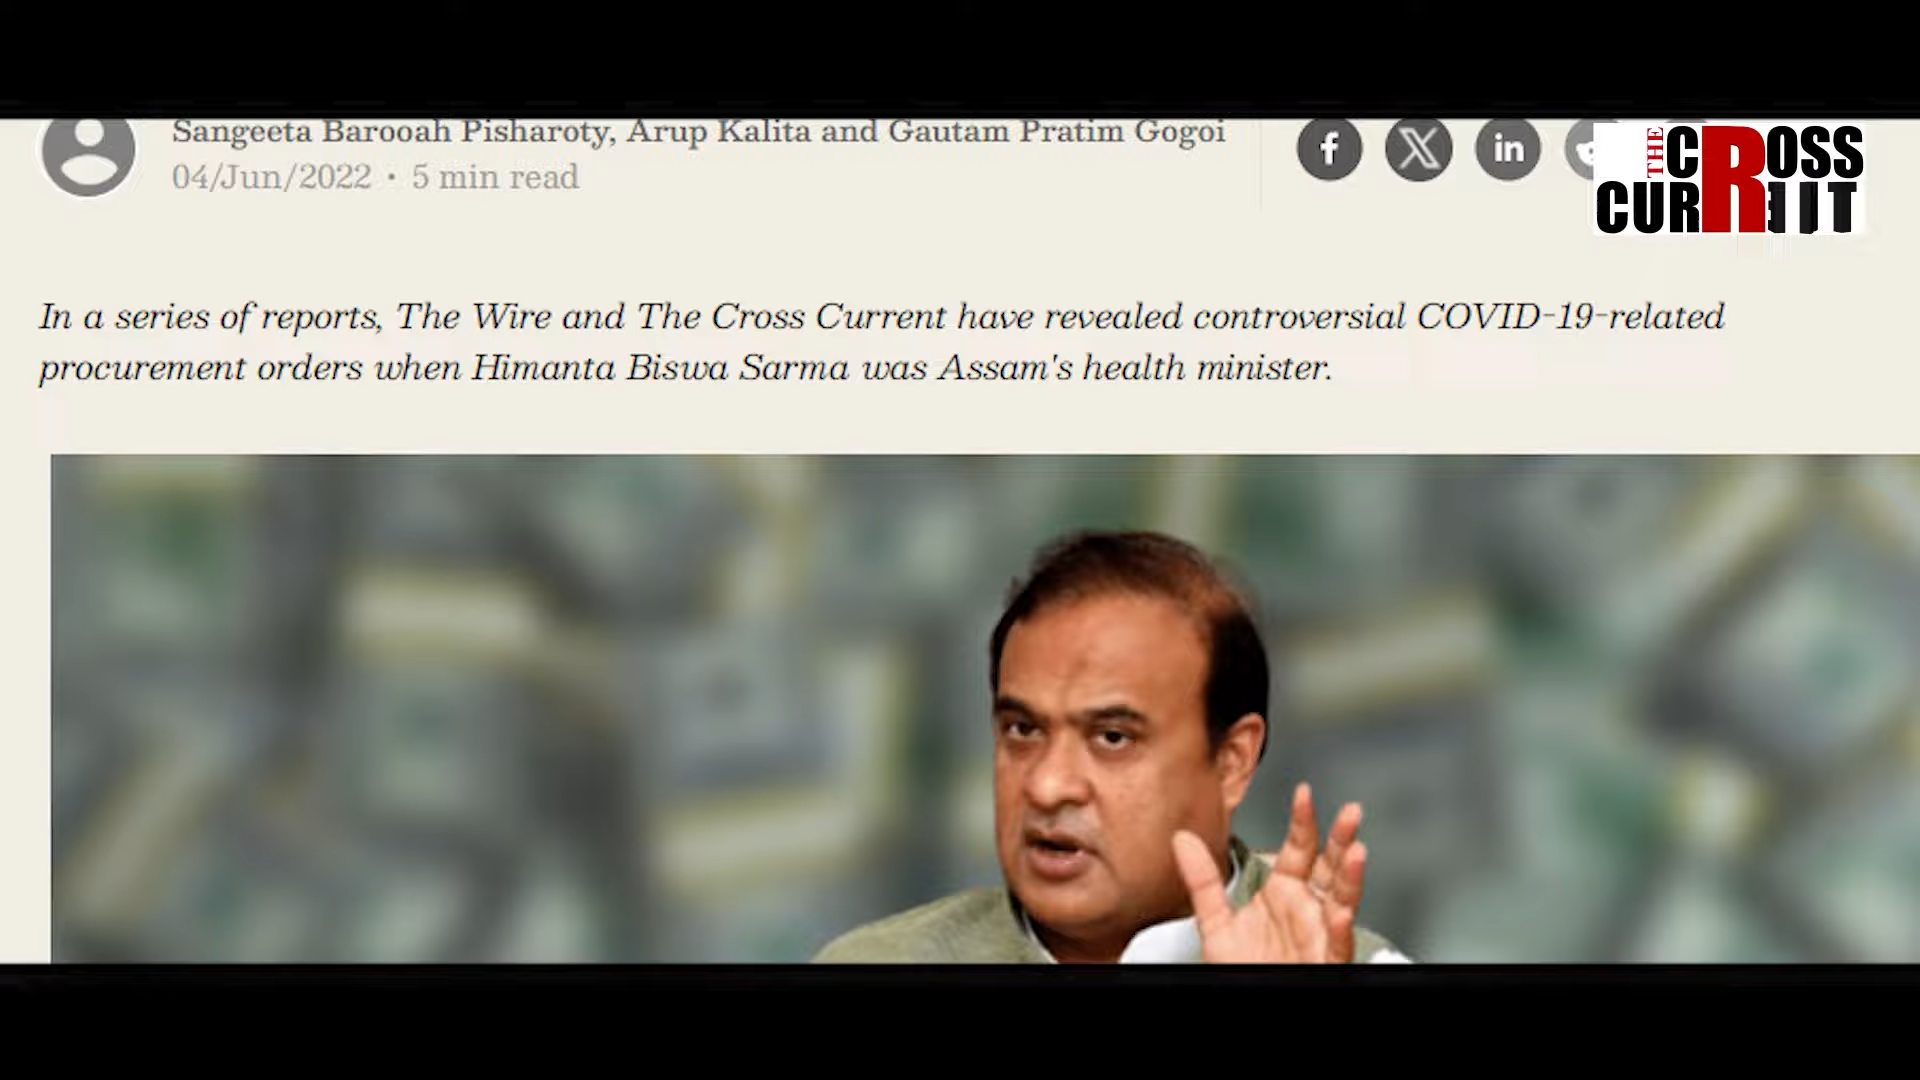 Sangeeta Barooah Pisharoty, Arup Kalita and Gautam Pratim Gogoi
04/Jun/2022 • 5 min read
f X in
THE CROSS
CURRENT
In a series of reports, The Wire and The Cross Current have revealed controversial COVID-19-related
procurement orders when Himanta Biswa Sarma was Assam's health minister.